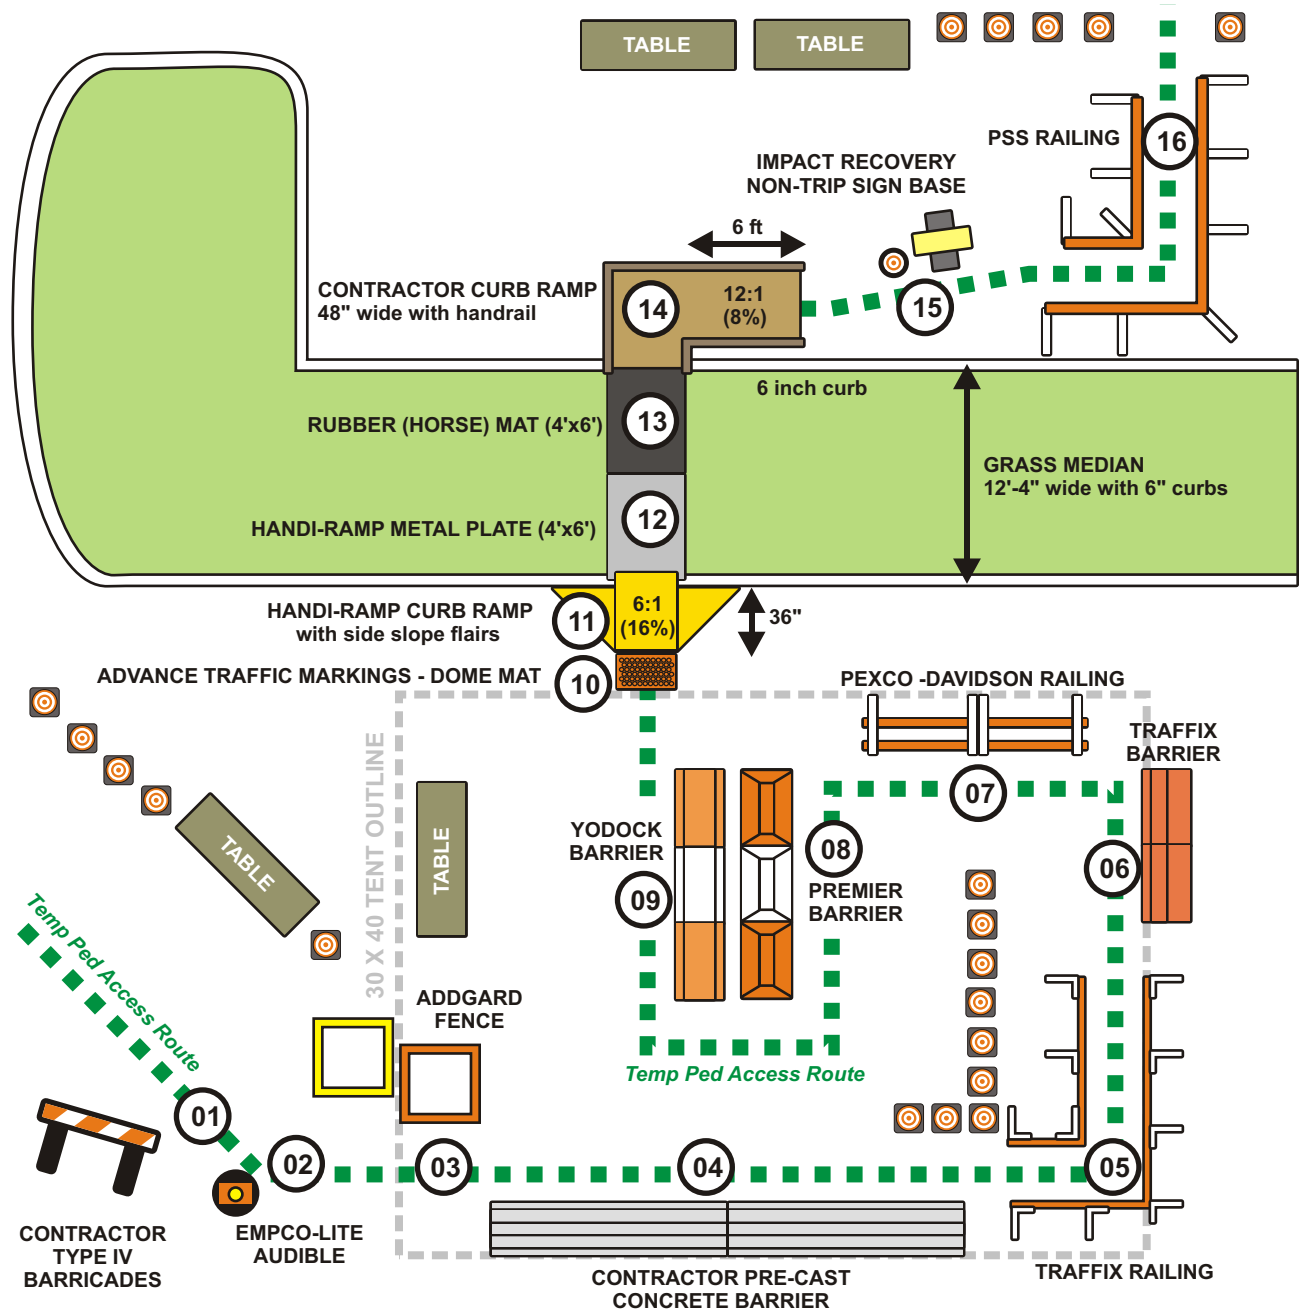 TABLE
TABLE
PSS RAILING
16
IMPACT RECOVERY
NON-TRIP SIGN BASE
6 ft
CONTRACTOR CURB RAMP
48" wide with handrail
14
12:1
(8%)
15
6 inch curb
RUBBER (HORSE) MAT (4'x6')
13
GRASS MEDIAN
12'-4" wide with 6" curbs
HANDI-RAMP METAL PLATE (4'x6')
12
HANDI-RAMP CURB RAMP
with side slope flairs
11
6:1
(16%)
36"
ADVANCE TRAFFIC MARKINGS - DOME MAT
10
PEXCO -DAVIDSON RAILING
TRAFFIX
BARRIER
30 X 40 TENT OUTLINE
TABLE
TABLE
07
YODOCK
BARRIER
08
06
09
PREMIER
BARRIER
Temp Ped Access Route
ADDGARD
FENCE
Temp Ped Access Route
01
02
03
04
05
CONTRACTOR
TYPE IV
BARRICADES
EMPCO-LITE
AUDIBLE
CONTRACTOR PRE-CAST
CONCRETE BARRIER
TRAFFIX RAILING